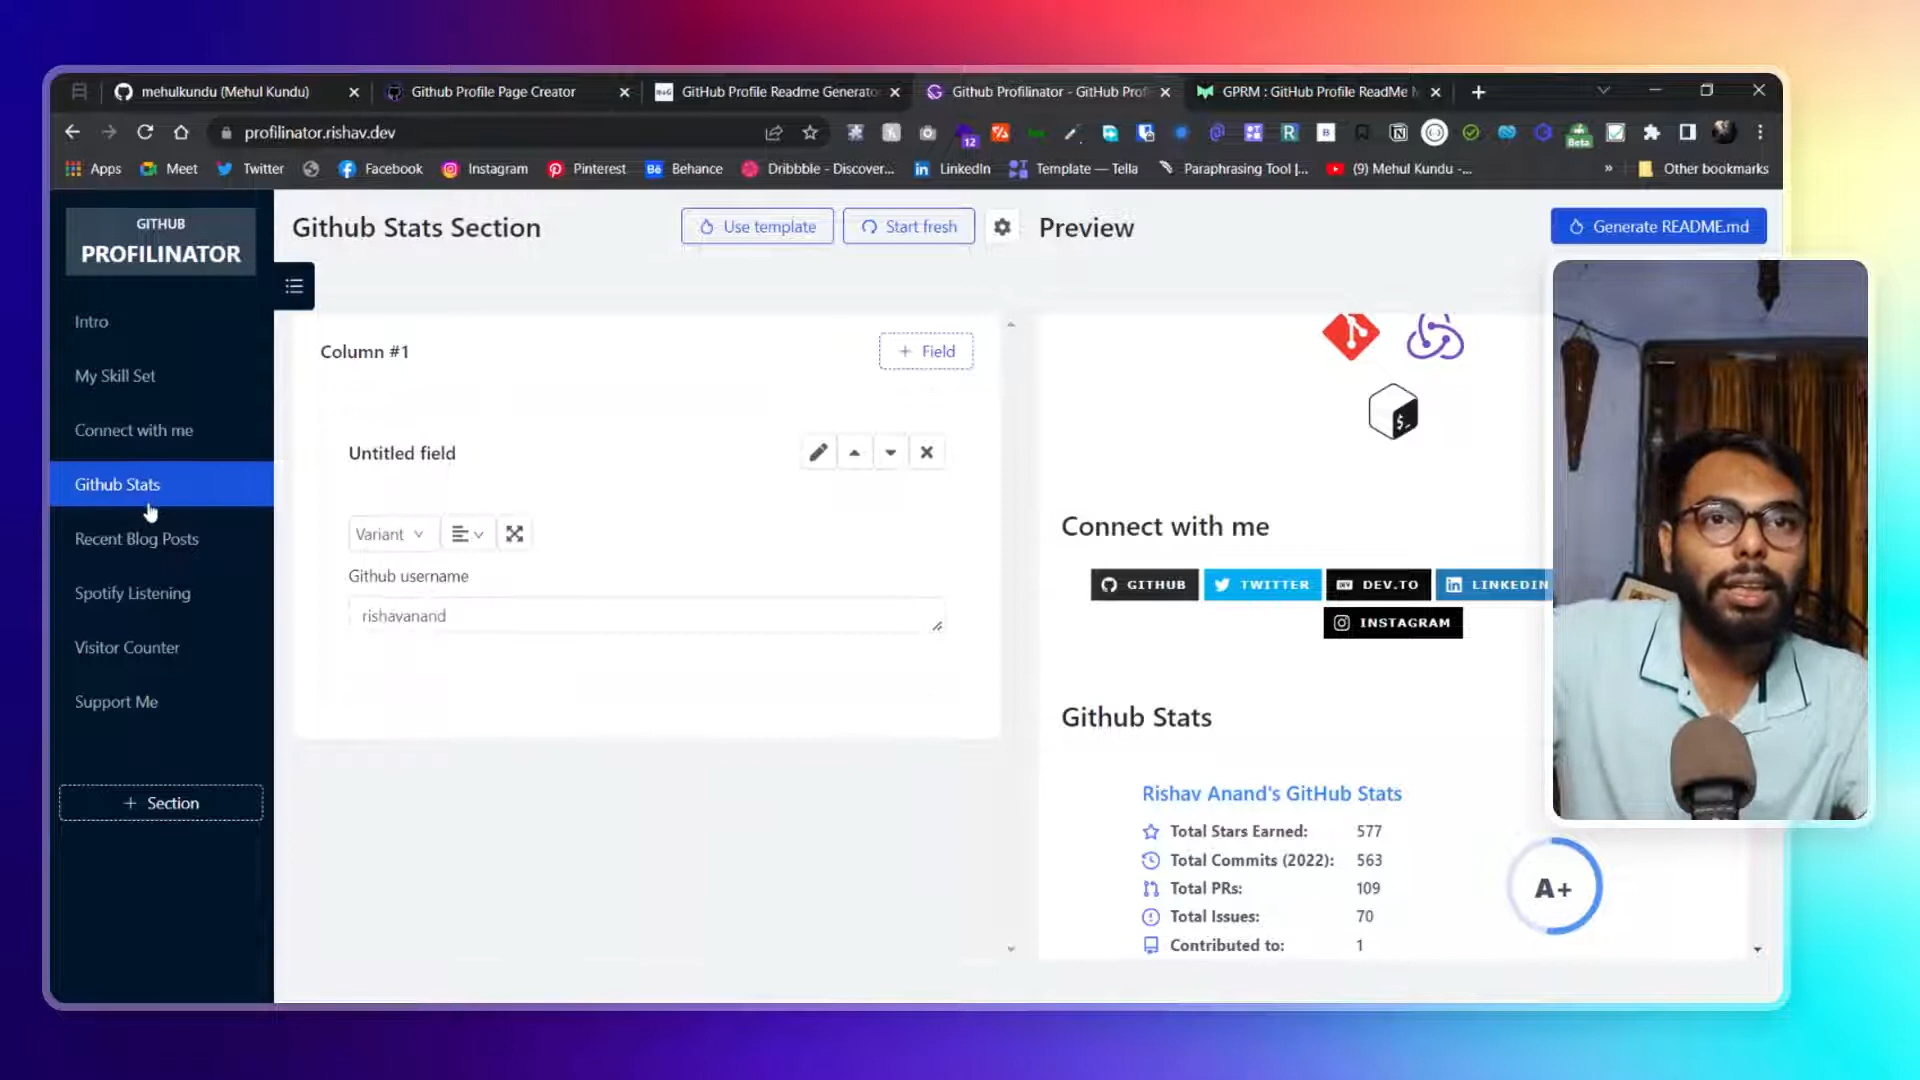 mehulkundu (Mehul Kundu)
Github Profile Page Creator
GitHub Profile Readme Generator
Github Profilinator - GitHub Prof
GPRM : GitHub Profile ReadMe M
profilinator.rishav.dev
12
Beta
Apps
Meet
Twitter
Facebook
Instagram
Pinterest
Behance
Dribbble - Discover...
LinkedIn
Template — Tella
Paraphrasing Tool |...
(9) Mehul Kundu -...
Other bookmarks
GITHUB
PROFILINATOR
Intro
My Skill Set
Connect with me
Github Stats
Recent Blog Posts
Spotify Listening
Visitor Counter
Support Me
+ Section
Github Stats Section
Use template
Start fresh
Column #1
+ Field
Untitled field
Variant
Github username
rishavanand
Preview
Generate README.md
Connect with me
GITHUB
TWITTER
DEV.TO
LINKEDIN
INSTAGRAM
Github Stats
Rishav Anand's GitHub Stats
Total Stars Earned: 577
Total Commits (2022): 563
Total PRs: 109
Total Issues: 70
Contributed to: 1
A+